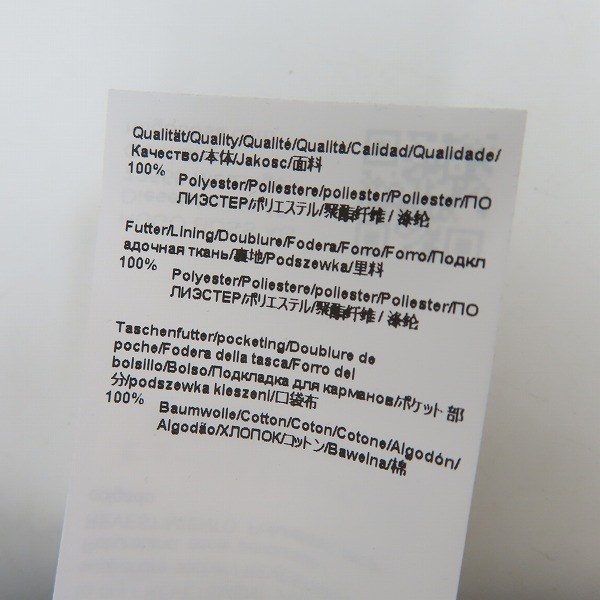 Qualität/Quality/Qualité/Qualità/Calidad/Qualidade/
Качество/本体/Jakosc/面料
100%
Polyester/Poliestere/poliester/Poliester/ПО
ЛИЭСТЕР/ポリエステル/聚酯纤维 / 涤纶
Futter/Lining/Doublure/Fodera/Forro/Forro/Подкл
адочная ткань/裏地/Podszewka/里料
100%
Polyester/Poliestere/poliester/Poliester/ПО
ЛИЭСТЕР/ポリエステル/聚酯纤维 / 涤纶
Taschenfutter/pocketing/Doublure de
poche/Fodera della tasca/Forro del
bolsillo/Bolso/Подкладка для карманов/ポケット 部
分/podszewka kieszeni/口袋布
100%
Baumwolle/Cotton/Coton/Cotone/Algodón/
Algodão/ХЛОПОК/コットン/Bawelna/棉